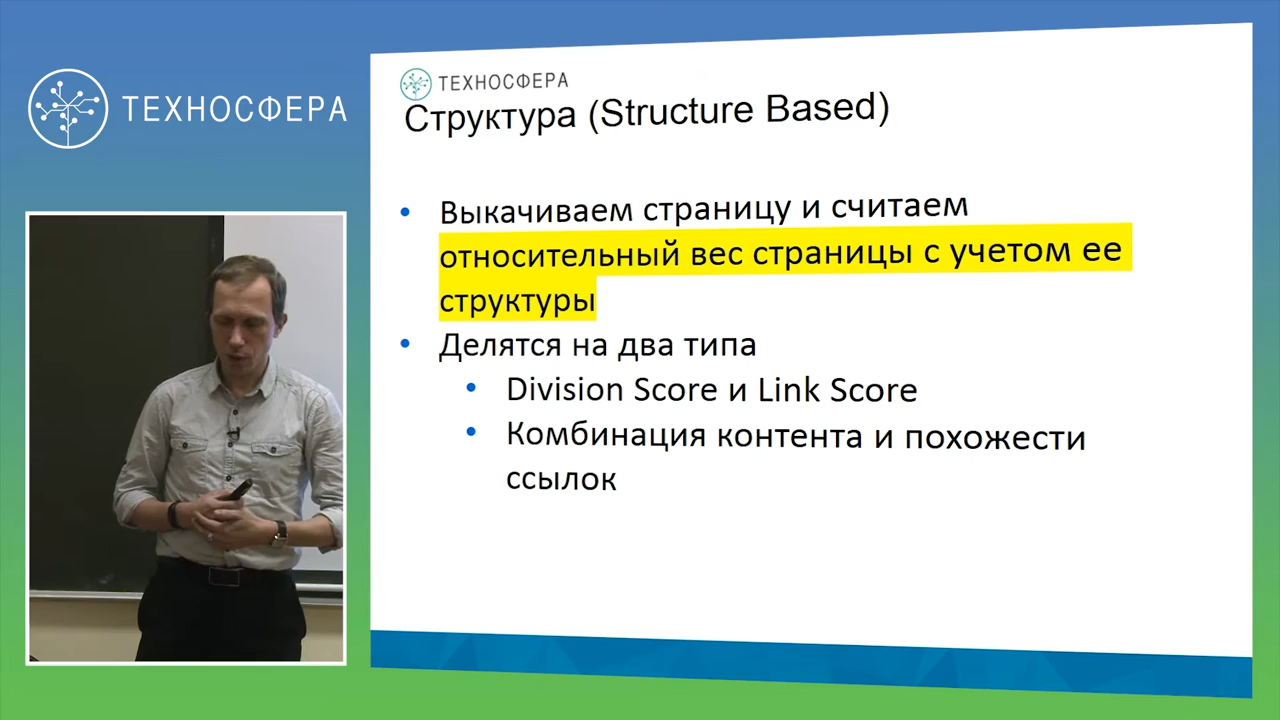 ТЕХНОСФЕРА
ТЕХНОСФЕРА
Структура (Structure Based)
• Выкачиваем страницу и считаем
относительный вес страницы с учетом ее
структуры
• Делятся на два типа
• Division Score и Link Score
• Комбинация контента и похожести
ссылок